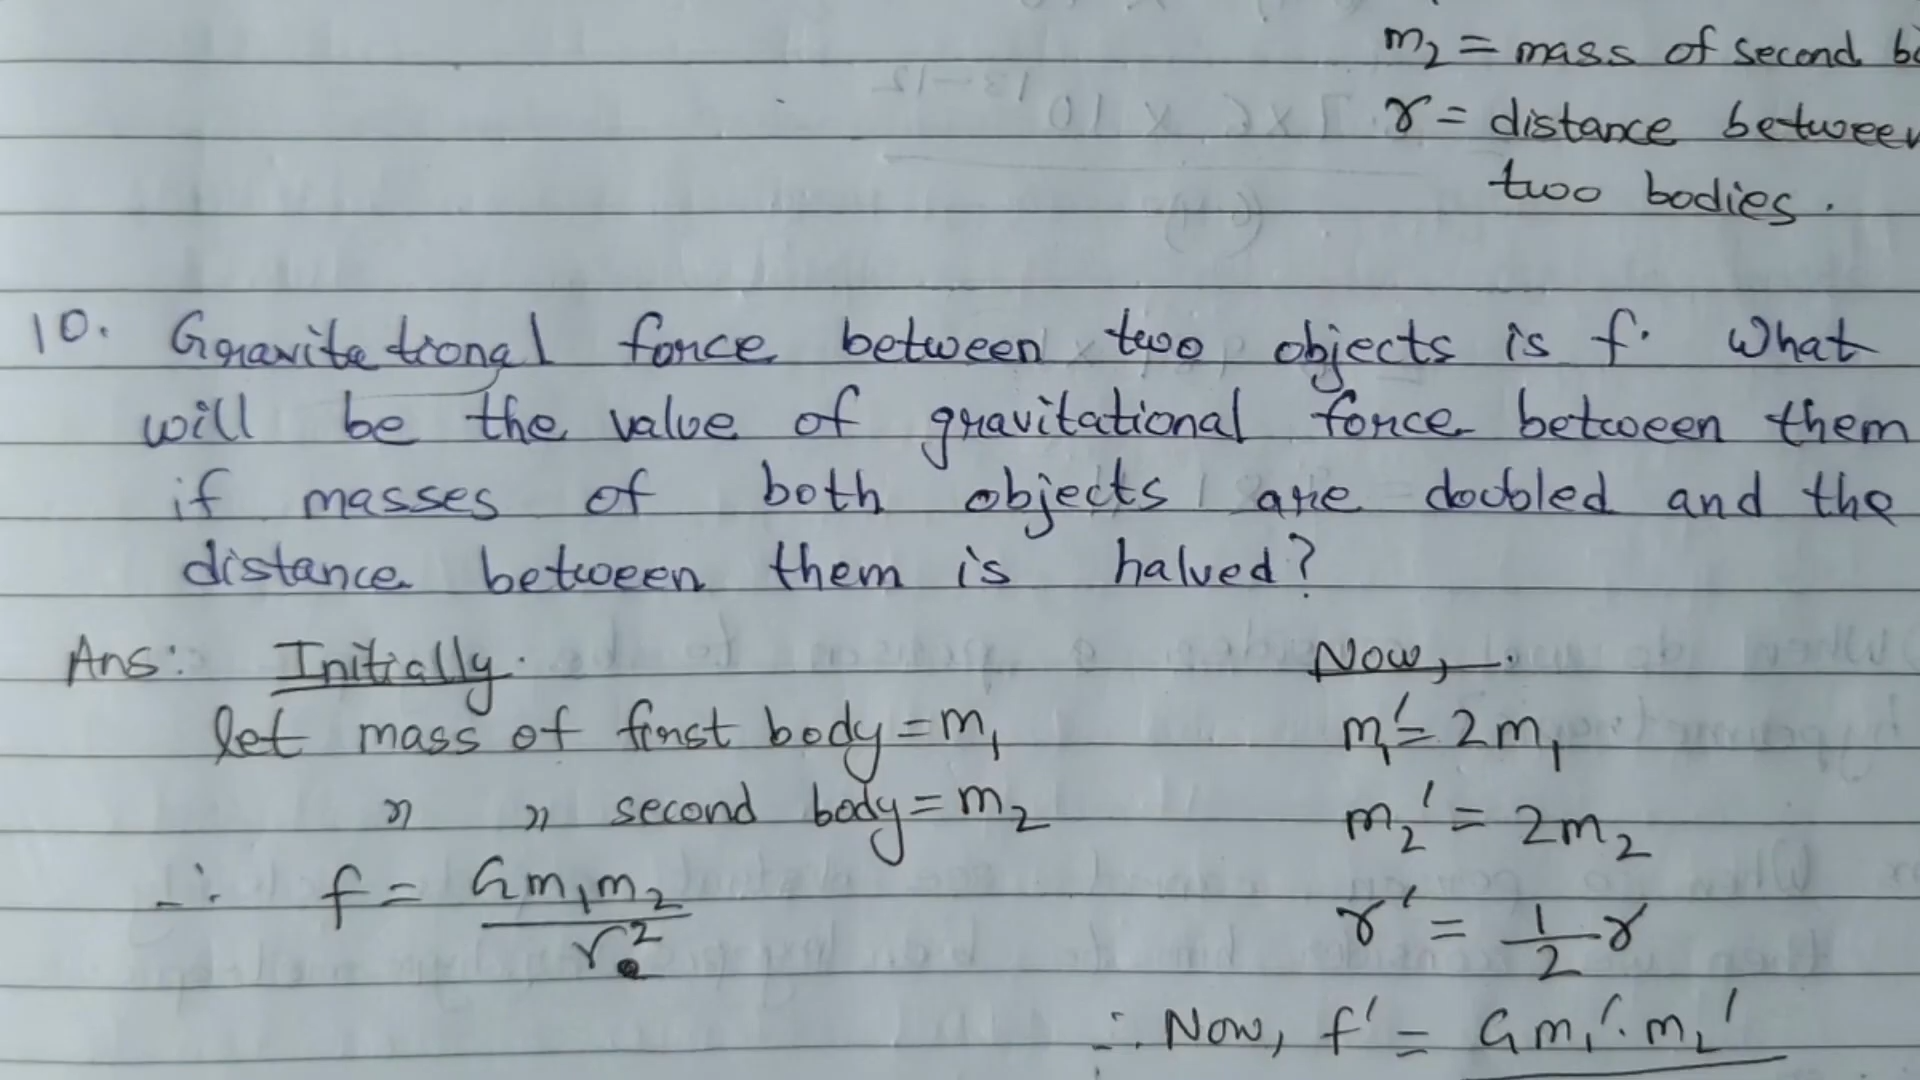 m₂ = mass of second
r = distance between
two bodies.
10. Gravitational force between two objects is f. What
will be the value of gravitational force between them
if masses of both objects are doubled and the
distance between them is halved?
Ans: Initially. Now,
let mass of first body = m₁ m₁' = 2m₁
" " second body = m₂ m₂' = 2m₂
∴ f = Gm₁m₂/r² r' = 1/2 r
∴ Now, f' = Gm₁'.m₂'